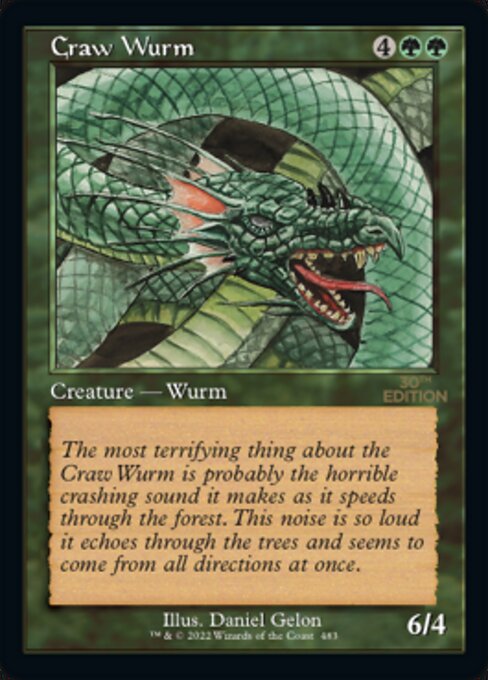 Craw Wurm 4
Creature — Wurm
30TH
EDITION
The most terrifying thing about the
Craw Wurm is probably the horrible
crashing sound it makes as it speeds
through the forest. This noise is so loud
it echoes through the trees and seems to
come from all directions at once.
Illus. Daniel Gelon
™ & © 2022 Wizards of the Coast 483
6/4